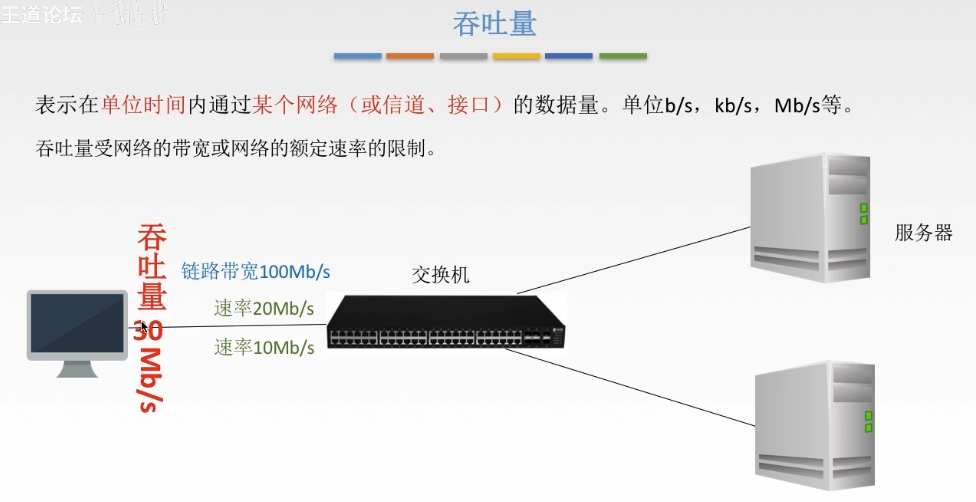 王道论坛
吞吐量
表示在单位时间内通过某个网络（或信道、接口）的数据量。单位b/s，kb/s，Mb/s等。
吞吐量受网络的带宽或网络的额定速率的限制。
吞吐量 30 Mb/s
链路带宽100Mb/s
速率20Mb/s
速率10Mb/s
交换机
服务器